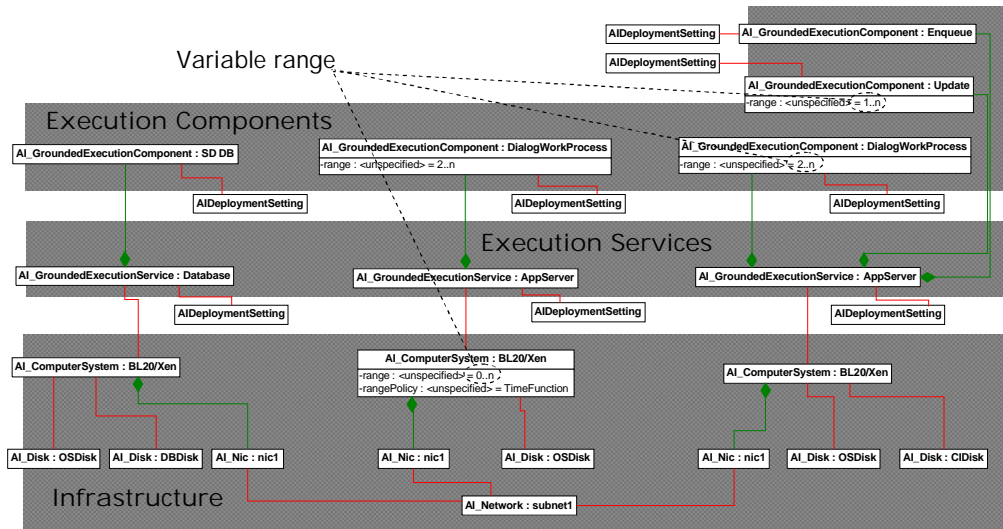 AIDeploymentSetting
AI_GroundedExecutionComponent : Enqueue
Variable range
AIDeploymentSetting
AI_GroundedExecutionComponent : Update
-range : <unspecified> = 1..n
Execution Components
AI_GroundedExecutionComponent : SD DB
AI_GroundedExecutionComponent : DialogWorkProcess
-range : <unspecified> = 2..n
AI_GroundedExecutionComponent : DialogWorkProcess
-range : <unspecified> = 2..n
AIDeploymentSetting
AIDeploymentSetting
AIDeploymentSetting
Execution Services
AI_GroundedExecutionService : Database
AI_GroundedExecutionService : AppServer
AI_GroundedExecutionService : AppServer
AIDeploymentSetting
AIDeploymentSetting
AIDeploymentSetting
AI_ComputerSystem : BL20/Xen
AI_ComputerSystem : BL20/Xen
-range : <unspecified> = 0..n
-rangePolicy : <unspecified> = TimeFunction
AI_ComputerSystem : BL20/Xen
AI_Disk : OSDisk
AI_Disk : DBDisk
AI_Nic : nic1
AI_Nic : nic1
AI_Disk : OSDisk
AI_Nic : nic1
AI_Disk : OSDisk
AI_Disk : CIDisk
Infrastructure
AI_Network : subnet1